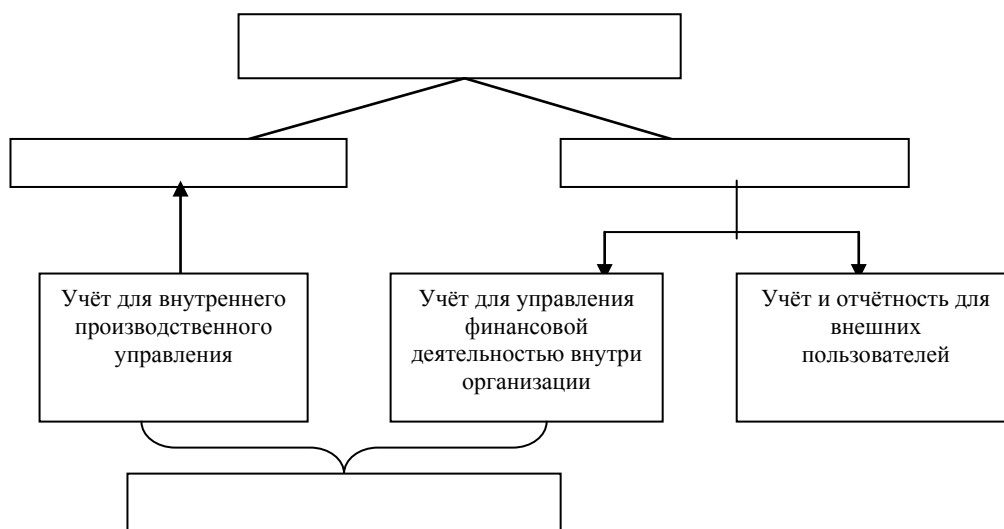 Учёт для внутреннего
производственного
управления
Учёт для управления
финансовой
деятельностью внутри
организации
Учёт и отчётность для
внешних
пользователей